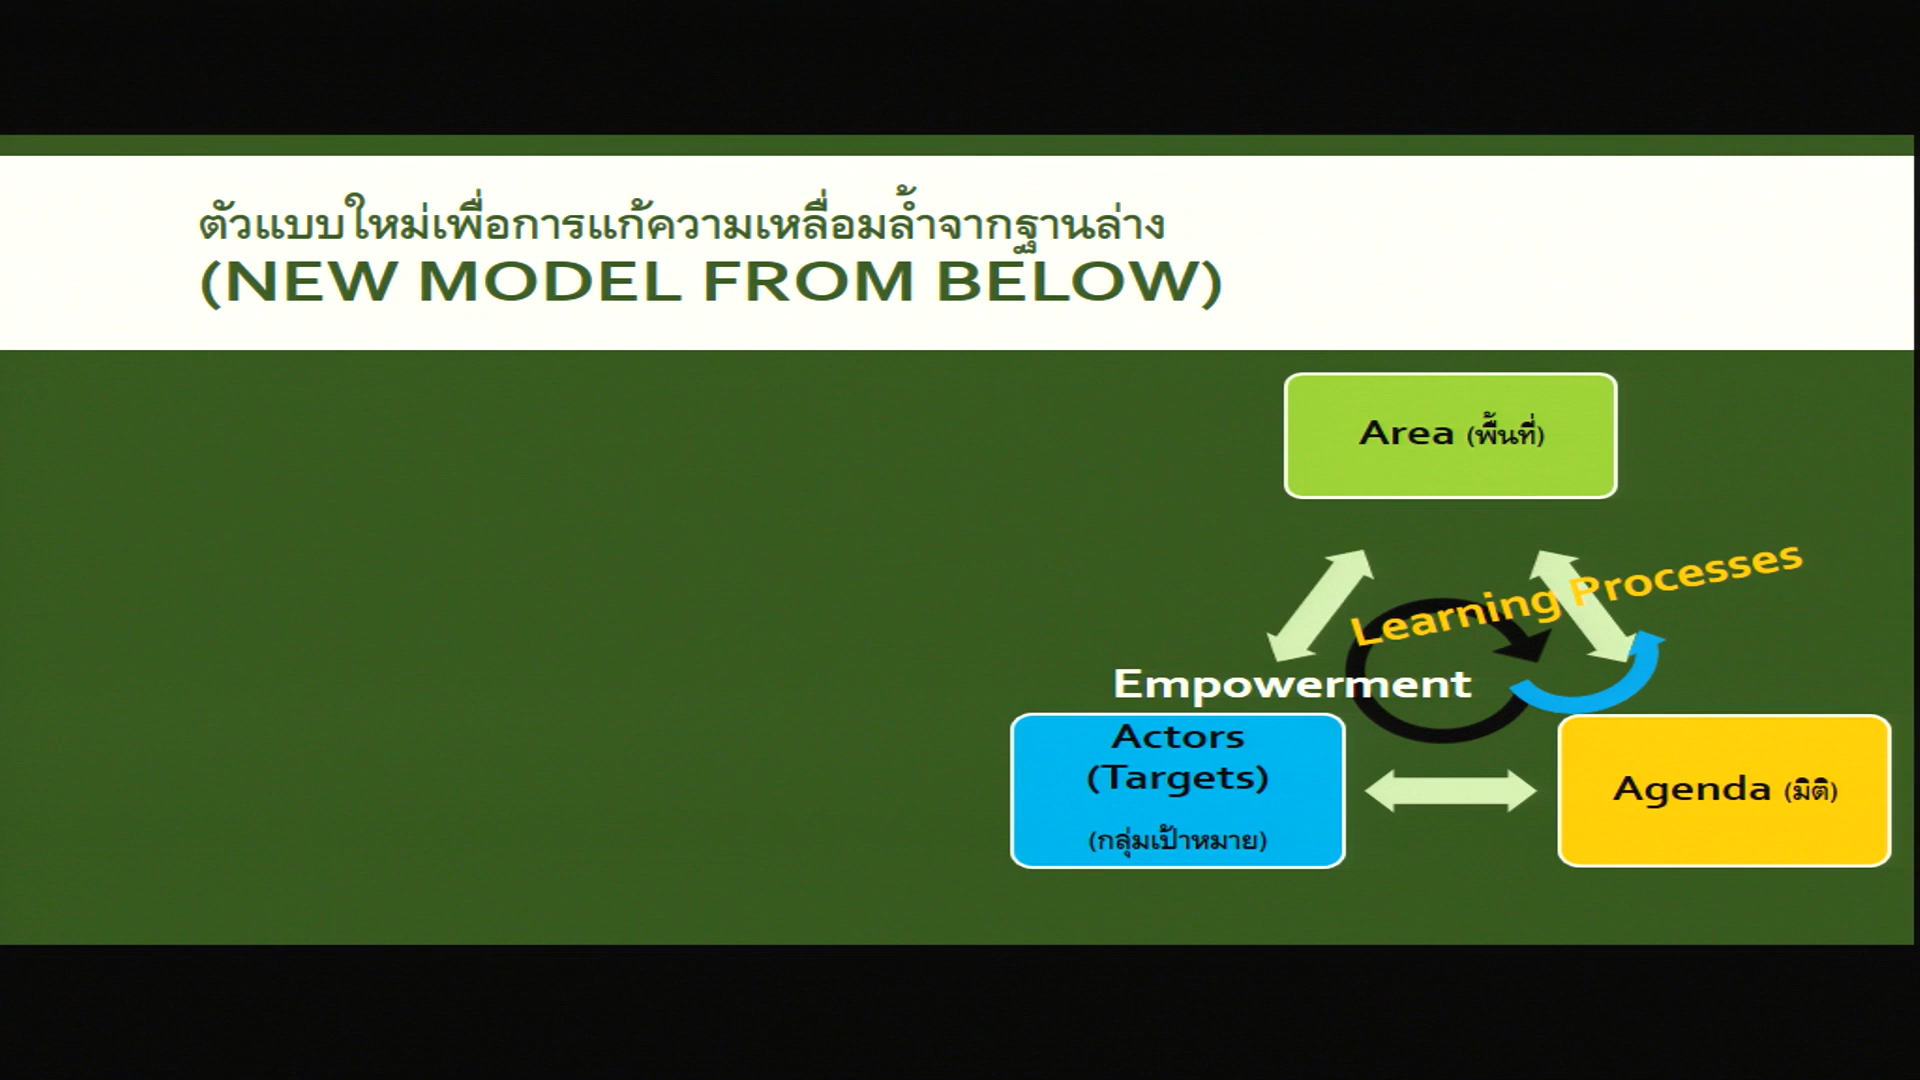 ตัวแบบใหม่เพื่อการแก้ความเหลื่อมล้ำจากฐานล่าง
(NEW MODEL FROM BELOW)
Area (พื้นที่)
Learning Processes
Empowerment
Actors
(Targets)
(กลุ่มเป้าหมาย)
Agenda (มิติ)